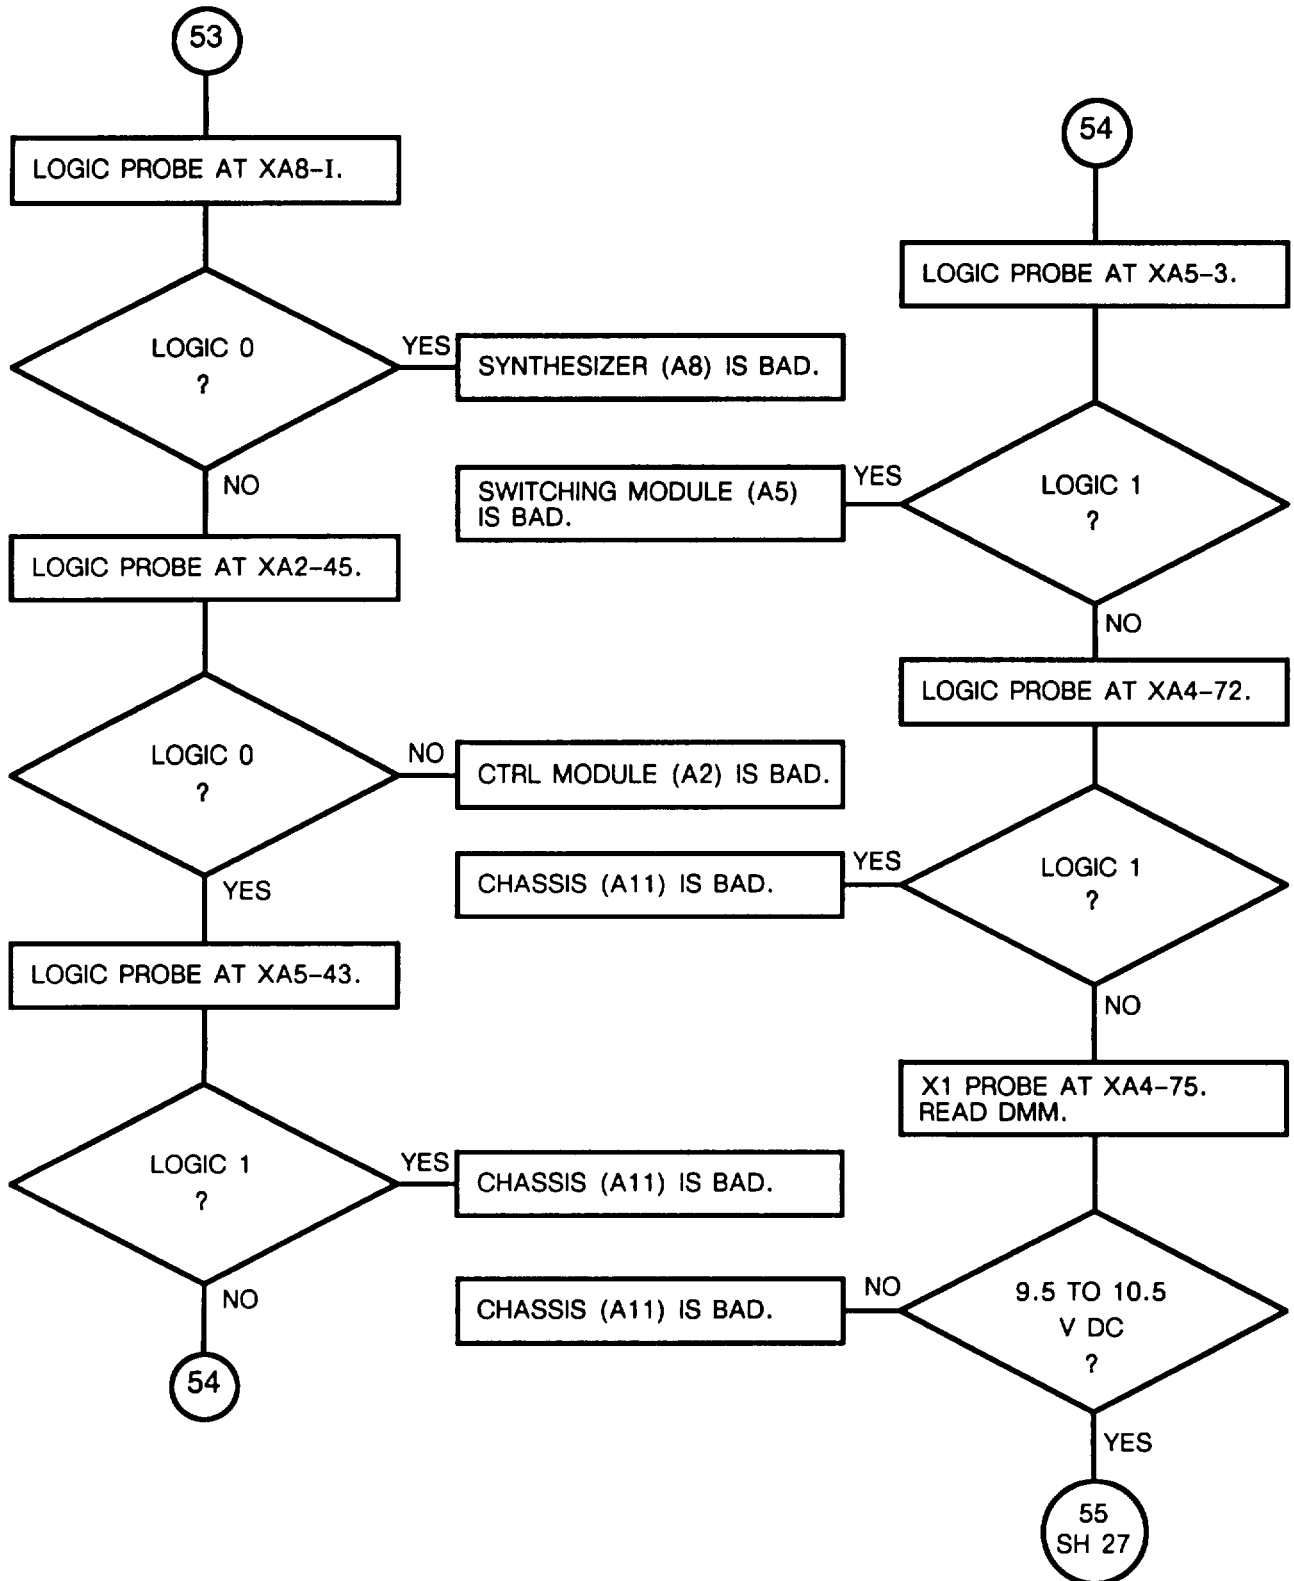 53
LOGIC PROBE AT XA8-I.
LOGIC 0
?
YES
SYNTHESIZER (A8) IS BAD.
NO
LOGIC PROBE AT XA2-45.
LOGIC 0
?
NO
CTRL MODULE (A2) IS BAD.
YES
LOGIC PROBE AT XA5-43.
LOGIC 1
?
YES
CHASSIS (A11) IS BAD.
NO
54
54
LOGIC PROBE AT XA5-3.
LOGIC 1
?
YES
SWITCHING MODULE (A5)
IS BAD.
NO
LOGIC PROBE AT XA4-72.
LOGIC 1
?
YES
CHASSIS (A11) IS BAD.
NO
X1 PROBE AT XA4-75.
READ DMM.
9.5 TO 10.5
V DC
?
NO
CHASSIS (A11) IS BAD.
YES
55
SH 27